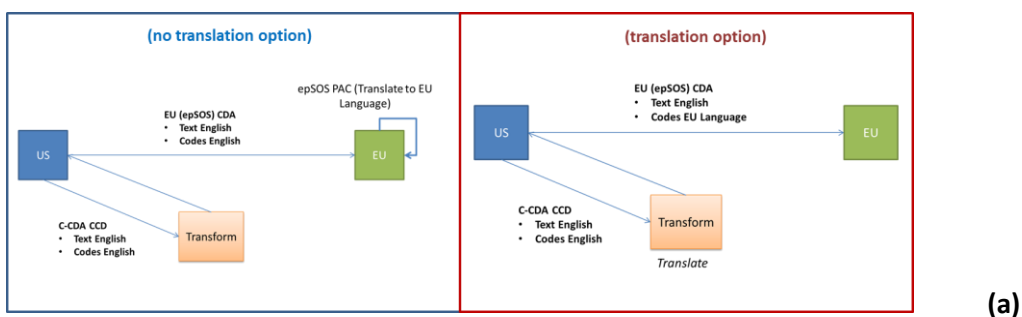 (no translation option)
epSOS PAC (Translate to EU
Language)
EU (epSOS) CDA
• Text English
• Codes English
US
EU
C-CDA CCD
• Text English
• Codes English
Transform
(translation option)
EU (epSOS) CDA
• Text English
• Codes EU Language
US
EU
C-CDA CCD
• Text English
• Codes English
Transform
Translate
(a)